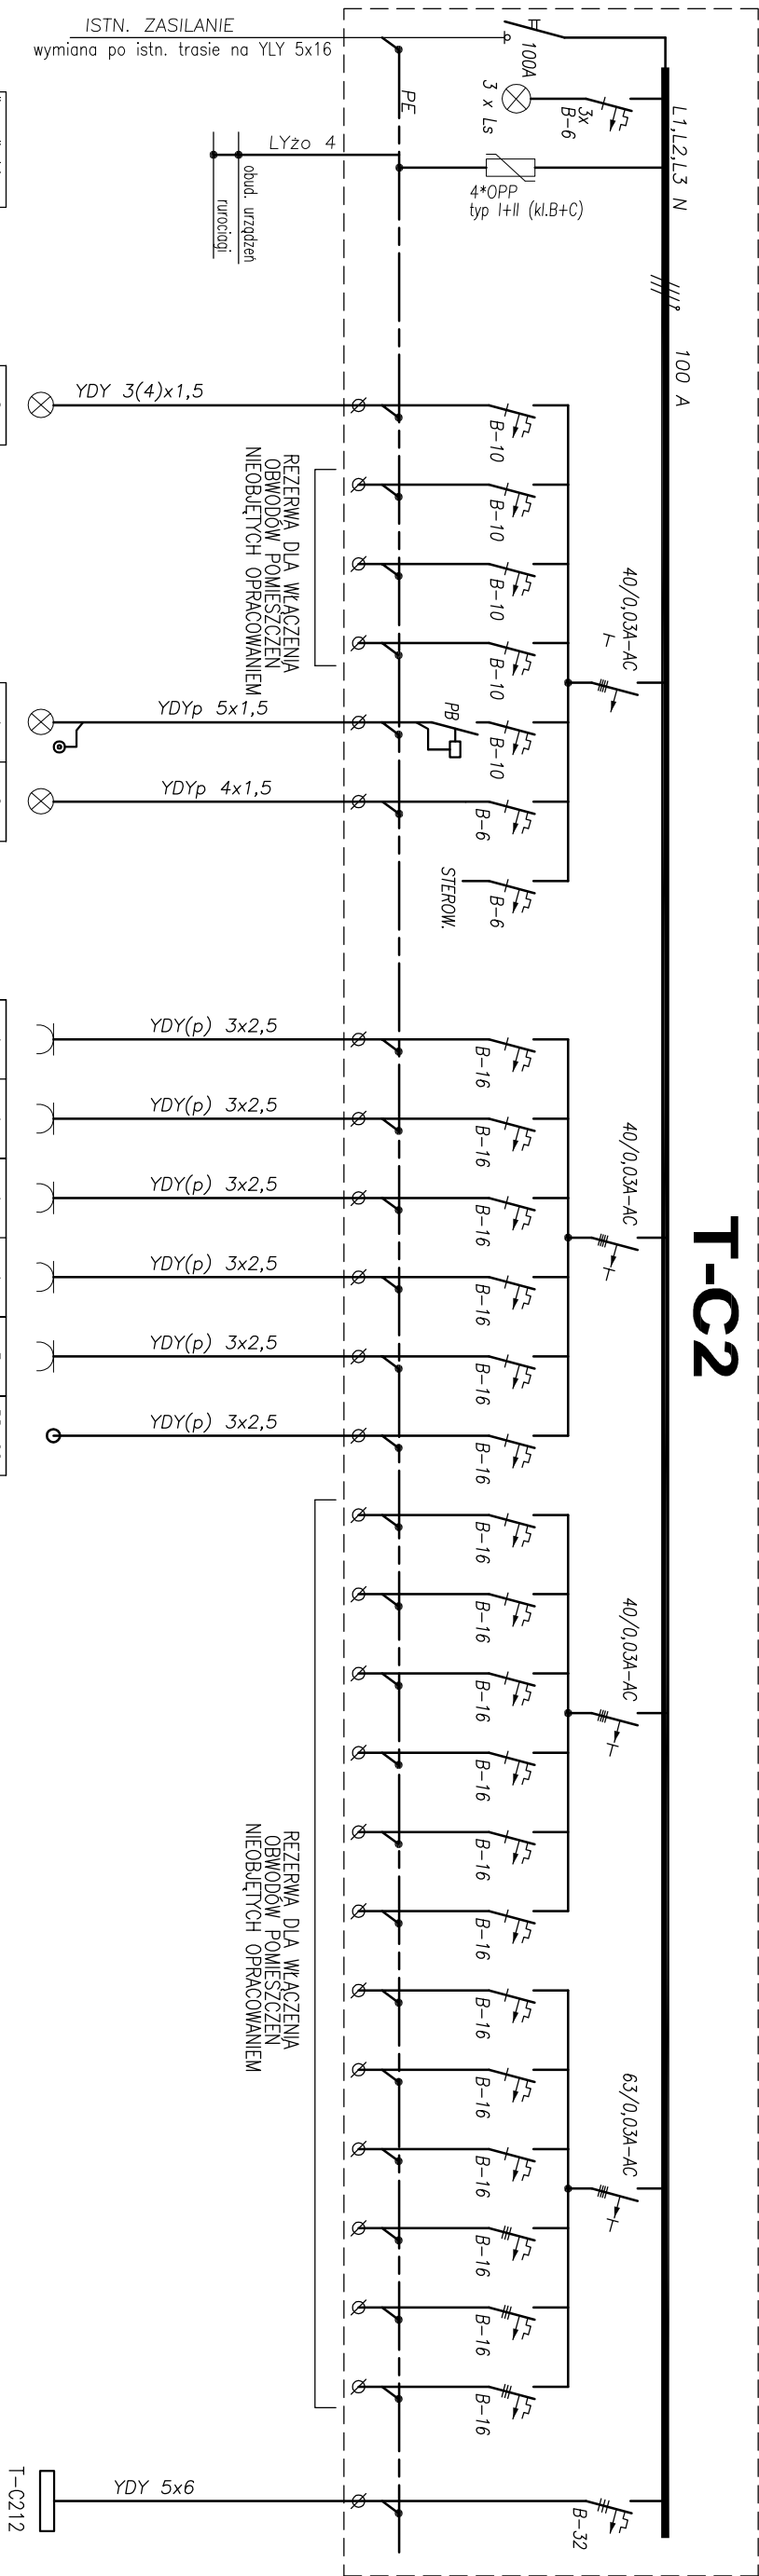 T-C2
ISTN. ZASILANIE
wymiana po istn. trasie na YLY 5x16
100A
3 x Ls
3x
B-6
L1,L2,L3 N
100 A
PE
LYżo 4
obud. urządzeń
rurociągi
4*OPP
typ I+II (kl.B+C)
YDY 3(4)x1,5
B-10
B-10
B-10
B-10
B-10
B-6
B-6
40/0,03A-AC
REZERWA DLA WŁĄCZENIA
OBWODÓW POMIESZCZEŃ
NIEOBJĘTYCH OPRACOWANIEM
YDYp 5x1,5
PB
YDYp 4x1,5
STEROW.
40/0,03A-AC
B-16
B-16
B-16
B-16
B-16
B-16
YDY(p) 3x2,5
YDY(p) 3x2,5
YDY(p) 3x2,5
YDY(p) 3x2,5
YDY(p) 3x2,5
YDY(p) 3x2,5
40/0,03A-AC
B-16
B-16
B-16
B-16
B-16
B-16
63/0,03A-AC
B-16
B-16
B-16
B-16
B-16
B-16
REZERWA DLA WŁĄCZENIA
OBWODÓW POMIESZCZEŃ
NIEOBJĘTYCH OPRACOWANIEM
B-32
YDY 5x6
T-C212